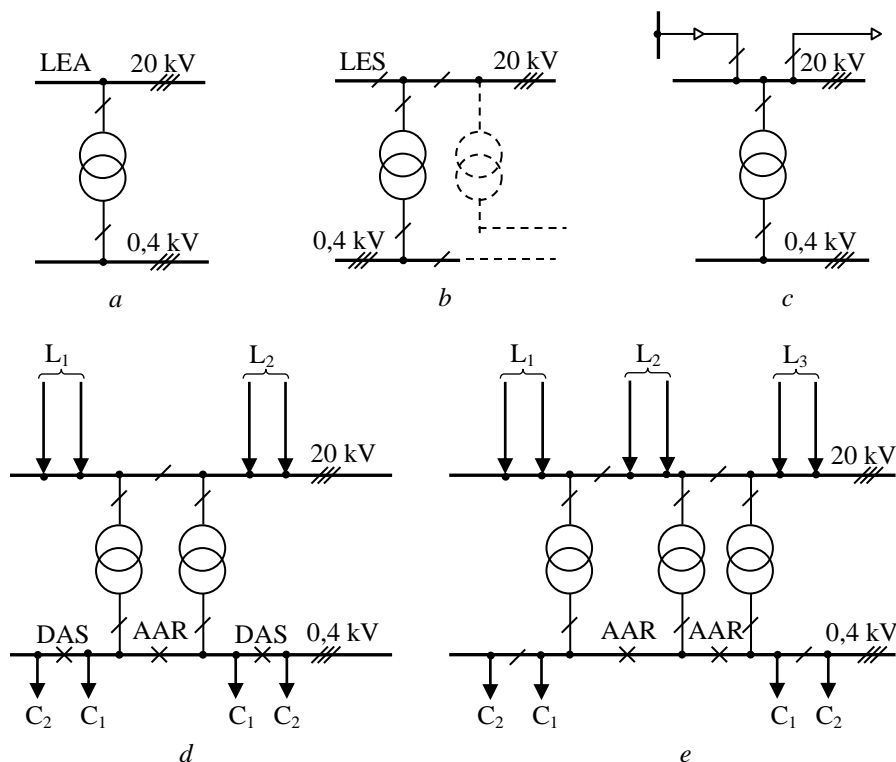 LEA 20 kV
0,4 kV
a
LES 20 kV
0,4 kV
b
20 kV
0,4 kV
c
L1 L2
20 kV
DAS AAR DAS 0,4 kV
C2 C1 C1 C2
d
L1 L2 L3
20 kV
AAR AAR 0,4 kV
C2 C1 C1 C2
e